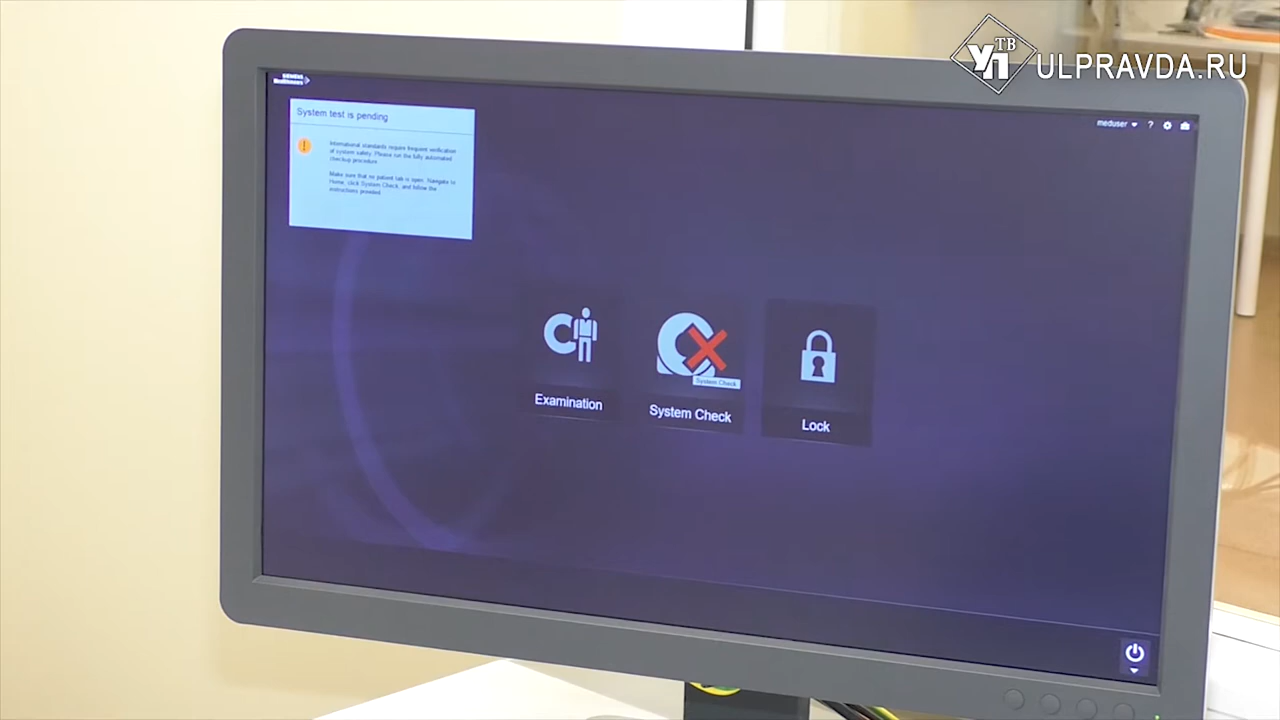 УП ТВ ULPRAVDA.RU
SIEMENS
Healthineers
meduser ?
System test is pending
International standards require frequent verification
of system safety. Please run the fully automated
checkup procedure.
Make sure that no patient tab is open. Navigate to
Home, click System Check, and follow the
instructions provided.
System Check
Examination
System Check
Lock